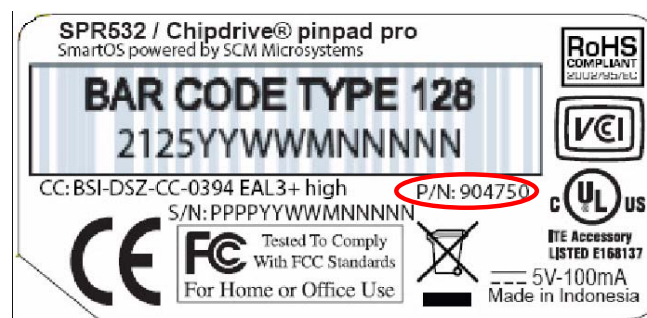 SPR532 / Chipdrive® pinpad pro
SmartOS powered by SCM Microsystems
RoHS
COMPLIANT
2002/95/EC
BAR CODE TYPE 128
2125YYWWMNNNNN
VCI
CC: BSI-DSZ-CC-0394 EAL3+ high
P/N: 904750
S/N: PPPPYYWWMNNNNN
C UL US
ITE Accessory
LISTED E168137
CE
FC
Tested To Comply
With FCC Standards
For Home or Office Use
5V-100mA
Made in Indonesia